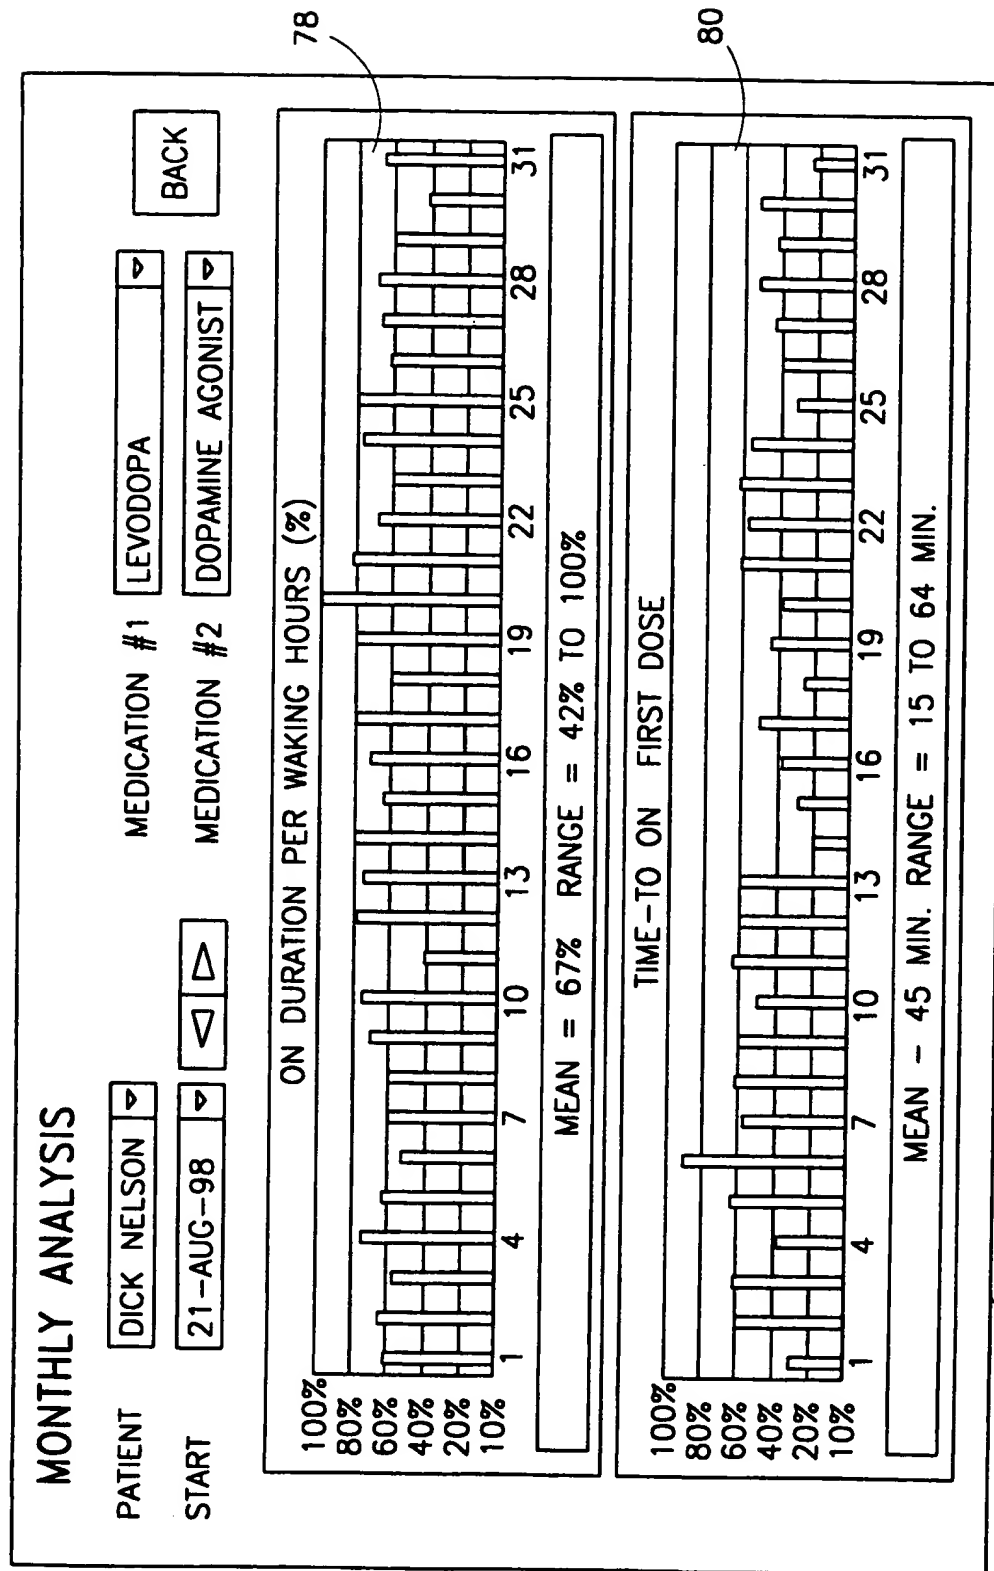 MONTHLY ANALYSIS
PATIENT DICK NELSON MEDICATION #1 LEVODOPA BACK
START 21-AUG-98 MEDICATION #2 DOPAMINE AGONIST
ON DURATION PER WAKING HOURS (%)
100%
80%
60%
40%
20%
10%
1 4 7 10 13 16 19 22 25 28 31
MEAN = 67% RANGE = 42% TO 100%
78
TIME-TO ON FIRST DOSE
100%
80%
60%
40%
20%
10%
1 4 7 10 13 16 19 22 25 28 31
MEAN - 45 MIN. RANGE = 15 TO 64 MIN.
80